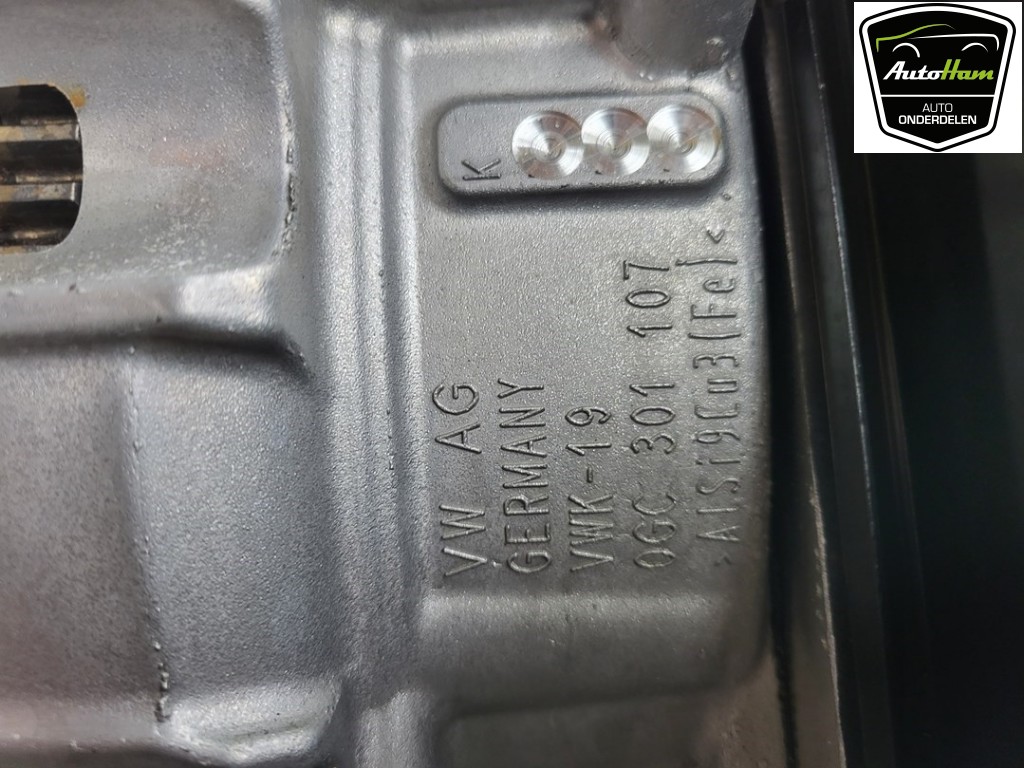 K
VW AG
GERMANY
VWK-19
0GC 301 107
>AlSi9Cu3(Fe)<
AutoHam
AUTO
ONDERDELEN